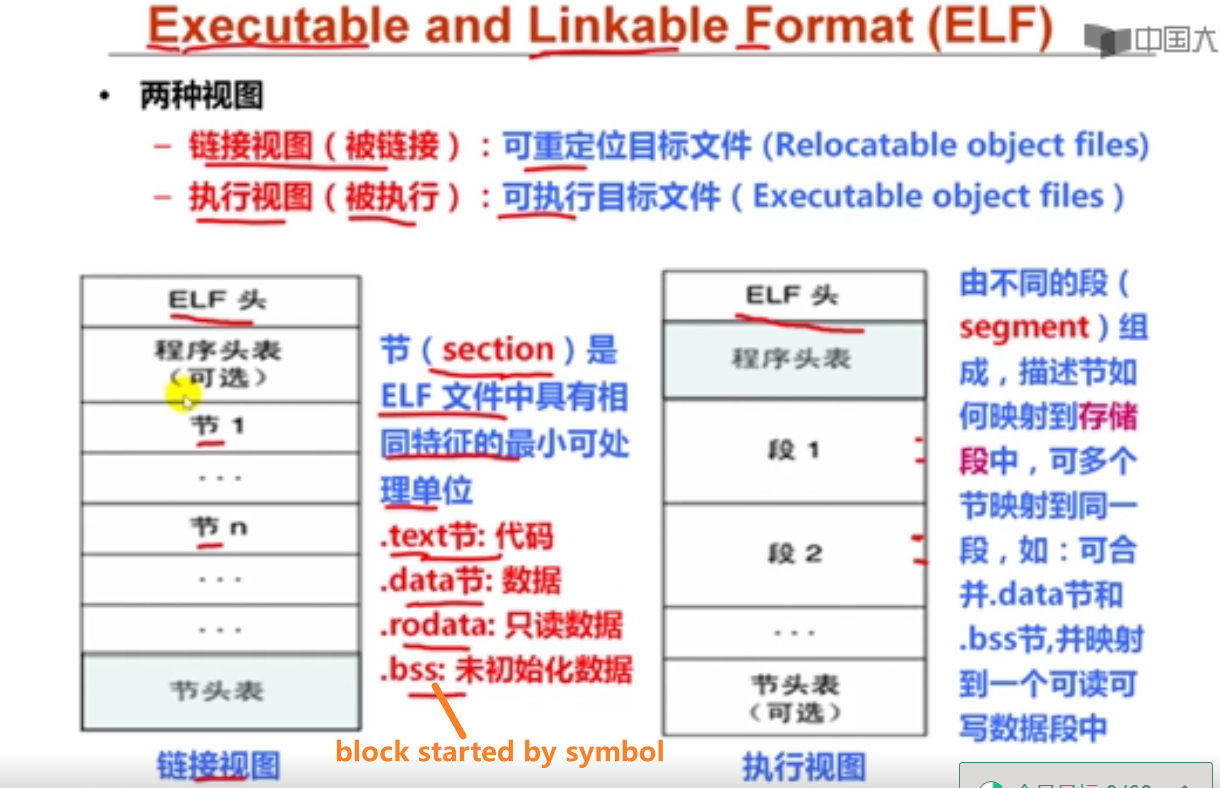 Executable and Linkable Format (ELF)
中国大
• 两种视图
– 链接视图（被链接）：可重定位目标文件 (Relocatable object files)
– 执行视图（被执行）：可执行目标文件（Executable object files）
ELF 头
程序头表
（可选）
节 1
...
节 n
...
...
节头表
链接视图
节（section）是
ELF 文件中具有相
同特征的最小可处
理单位
.text节: 代码
.data节: 数据
.rodata: 只读数据
.bss: 未初始化数据
block started by symbol
ELF 头
程序头表
段 1
段 2
...
节头表
（可选）
执行视图
由不同的段（
segment）组
成，描述节如
何映射到存储
段中，可多个
节映射到同一
段，如：可合
并.data节和
.bss节,并映射
到一个可读可
写数据段中